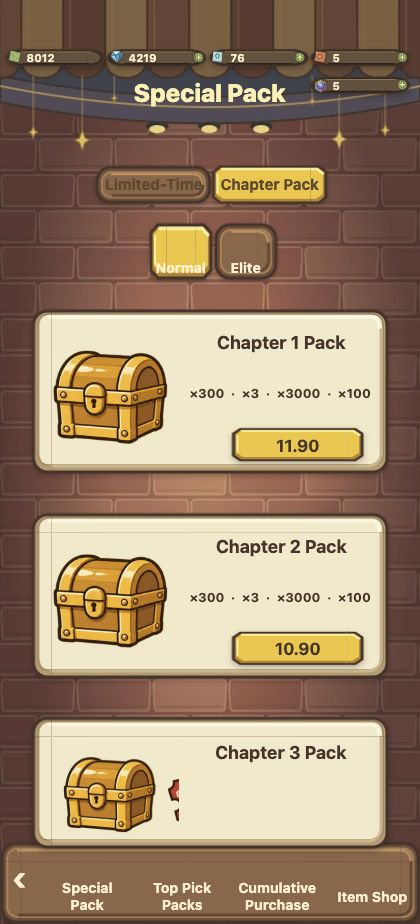 8012 4219 76 5
5
Special Pack
Limited-Time Chapter Pack
Normal Elite
Chapter 1 Pack
×300 · ×3 · ×3000 · ×100
11.90
Chapter 2 Pack
×300 · ×3 · ×3000 · ×100
10.90
Chapter 3 Pack
Special Pack
Top Pick Packs
Cumulative Purchase
Item Shop